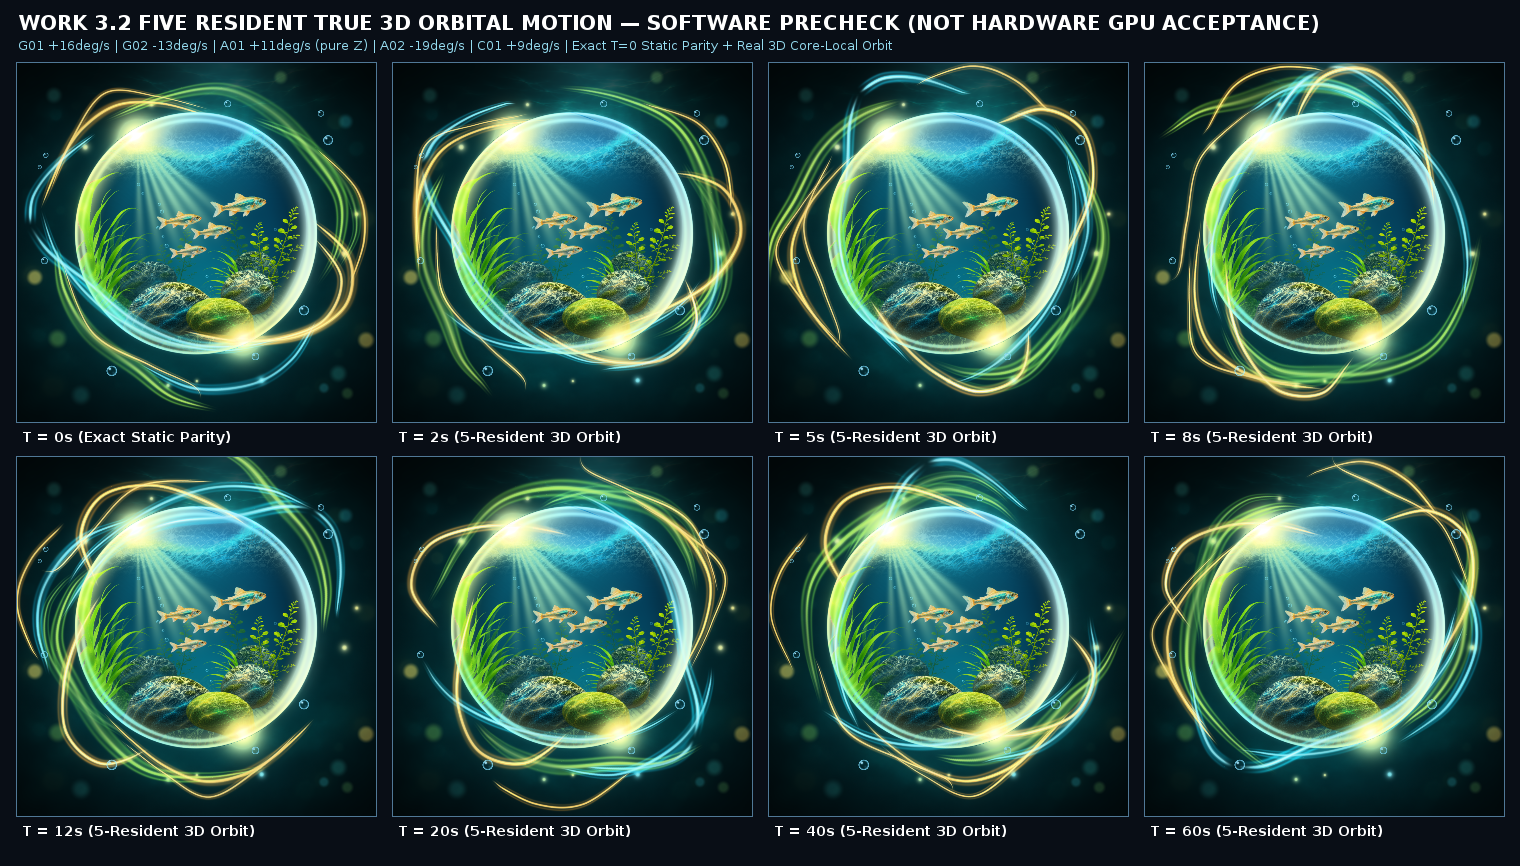 WORK 3.2 FIVE RESIDENT TRUE 3D ORBITAL MOTION — SOFTWARE PRECHECK (NOT HARDWARE GPU ACCEPTANCE)
G01 +16deg/s | G02 -13deg/s | A01 +11deg/s (pure Z) | A02 -19deg/s | C01 +9deg/s | Exact T=0 Static Parity + Real 3D Core-Local Orbit
T = 0s (Exact Static Parity)
T = 2s (5-Resident 3D Orbit)
T = 5s (5-Resident 3D Orbit)
T = 8s (5-Resident 3D Orbit)
T = 12s (5-Resident 3D Orbit)
T = 20s (5-Resident 3D Orbit)
T = 40s (5-Resident 3D Orbit)
T = 60s (5-Resident 3D Orbit)